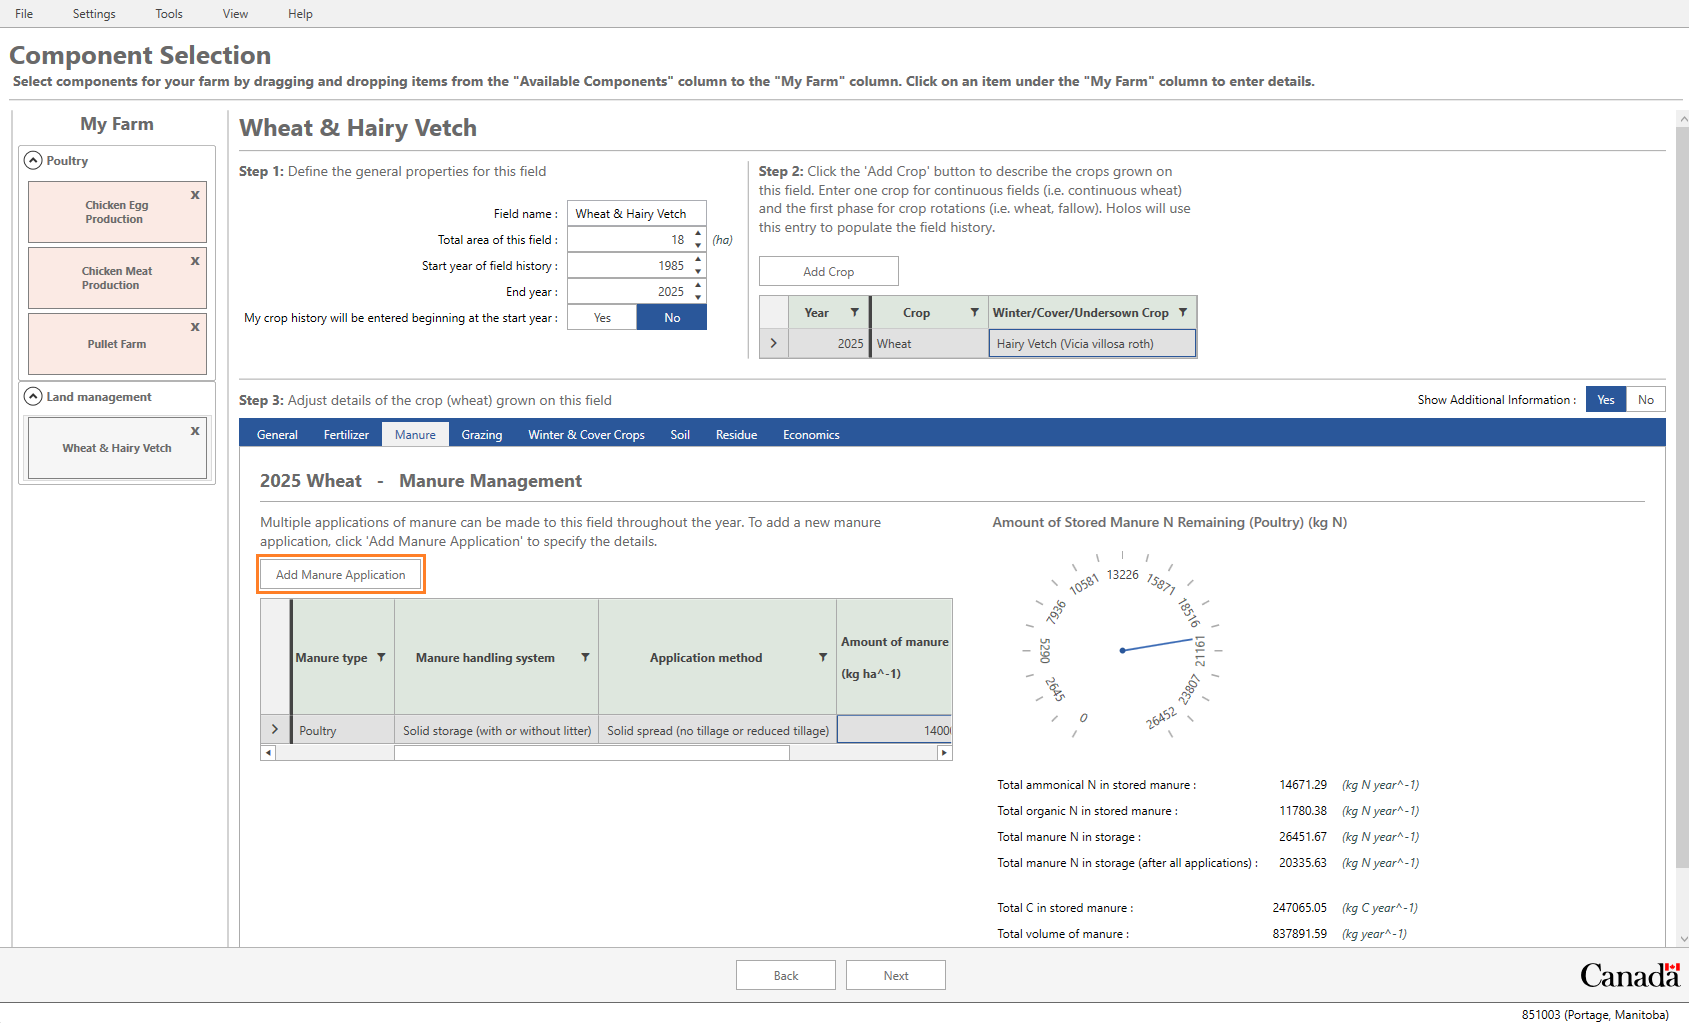 File Settings Tools View Help
Component Selection
Select components for your farm by dragging and dropping items from the "Available Components" column to the "My Farm" column. Click on an item under the "My Farm" column to enter details.
My Farm
Poultry
x
Chicken Egg
Production
x
Chicken Meat
Production
x
Pullet Farm
Land management
x
Wheat & Hairy Vetch
Wheat & Hairy Vetch
Step 1: Define the general properties for this field
Field name : Wheat & Hairy Vetch
Total area of this field : 18 (ha)
Start year of field history : 1985
End year : 2025
My crop history will be entered beginning at the start year : Yes No
Step 2: Click the 'Add Crop' button to describe the crops grown on
this field. Enter one crop for continuous fields (i.e. continuous wheat)
and the first phase for crop rotations (i.e. wheat, fallow). Holos will use
this entry to populate the field history.
Add Crop
Year Crop Winter/Cover/Undersown Crop
2025 Wheat Hairy Vetch (Vicia villosa roth)
Step 3: Adjust details of the crop (wheat) grown on this field
Show Additional Information : Yes No
General Fertilizer Manure Grazing Winter & Cover Crops Soil Residue Economics
2025 Wheat - Manure Management
Multiple applications of manure can be made to this field throughout the year. To add a new manure
application, click 'Add Manure Application' to specify the details.
Add Manure Application
Manure type Manure handling system Application method Amount of manure
(kg ha^-1)
Poultry Solid storage (with or without litter) Solid spread (no tillage or reduced tillage) 1400
Amount of Stored Manure N Remaining (Poultry) (kg N)
0
2645
5290
7936
10581
13226
15871
18516
21161
23807
26452
Total ammonical N in stored manure : 14671.29 (kg N year^-1)
Total organic N in stored manure : 11780.38 (kg N year^-1)
Total manure N in storage : 26451.67 (kg N year^-1)
Total manure N in storage (after all applications) : 20335.63 (kg N year^-1)
Total C in stored manure : 247065.05 (kg C year^-1)
Total volume of manure : 837891.59 (kg year^-1)
Back Next
Canada
851003 (Portage, Manitoba)